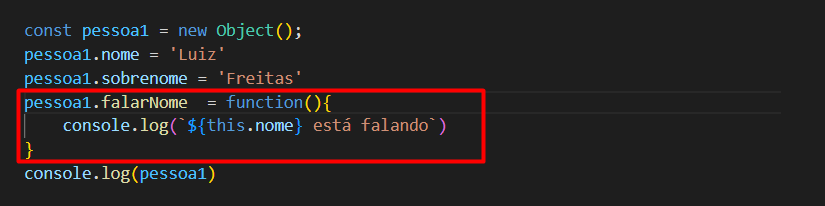 const pessoa1 = new Object();
pessoa1.nome = 'Luiz'
pessoa1.sobrenome = 'Freitas'
pessoa1.falarNome  = function(){
    console.log(`${this.nome} está falando`)
}
console.log(pessoa1)